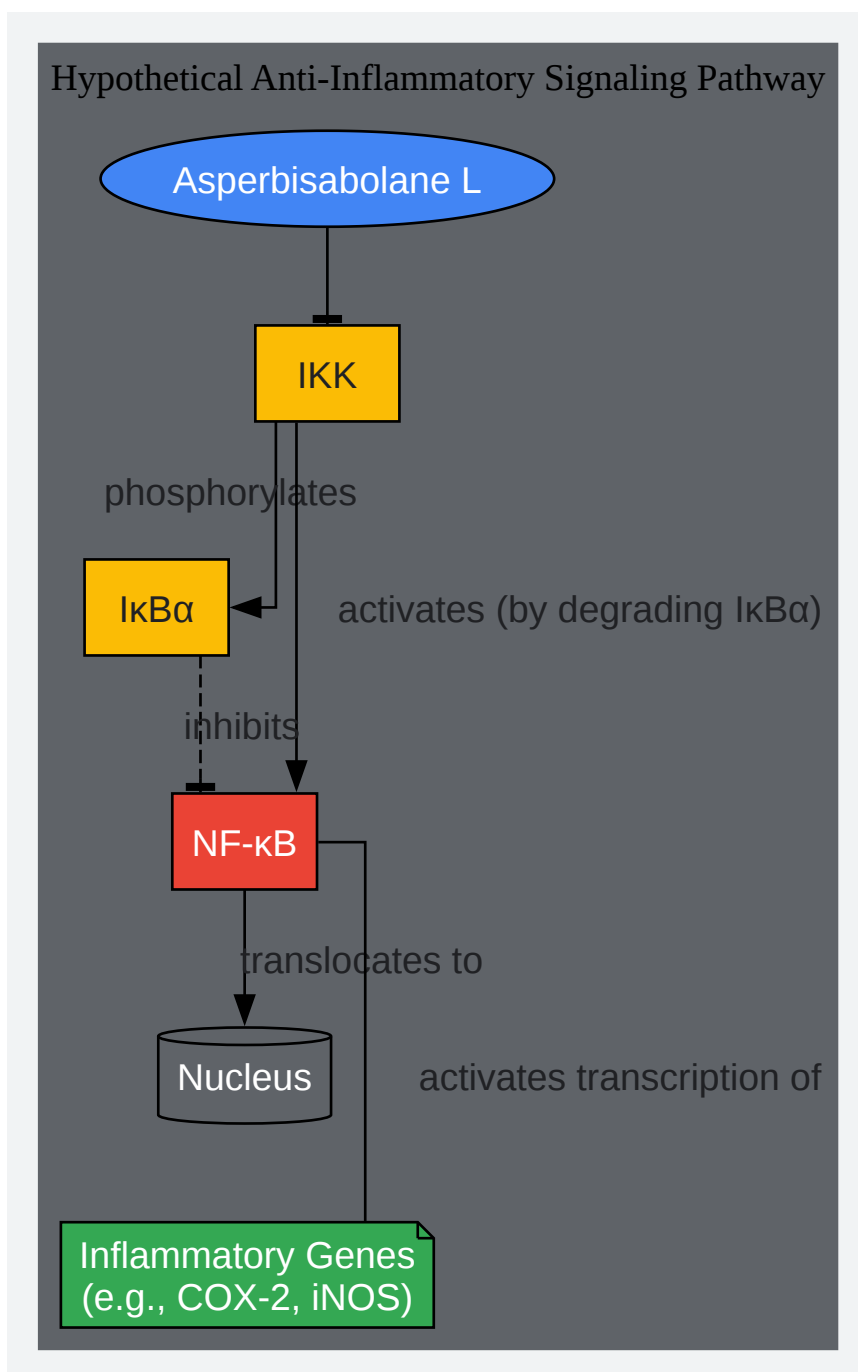 Hypothetical Anti-Inflammatory Signaling Pathway
Asperbisabolane L
IKK
phosphorylates
IκBα
activates (by degrading IκBα)
inhibits
NF-κB
translocates to
Nucleus
activates transcription of
Inflammatory Genes
(e.g., COX-2, iNOS)